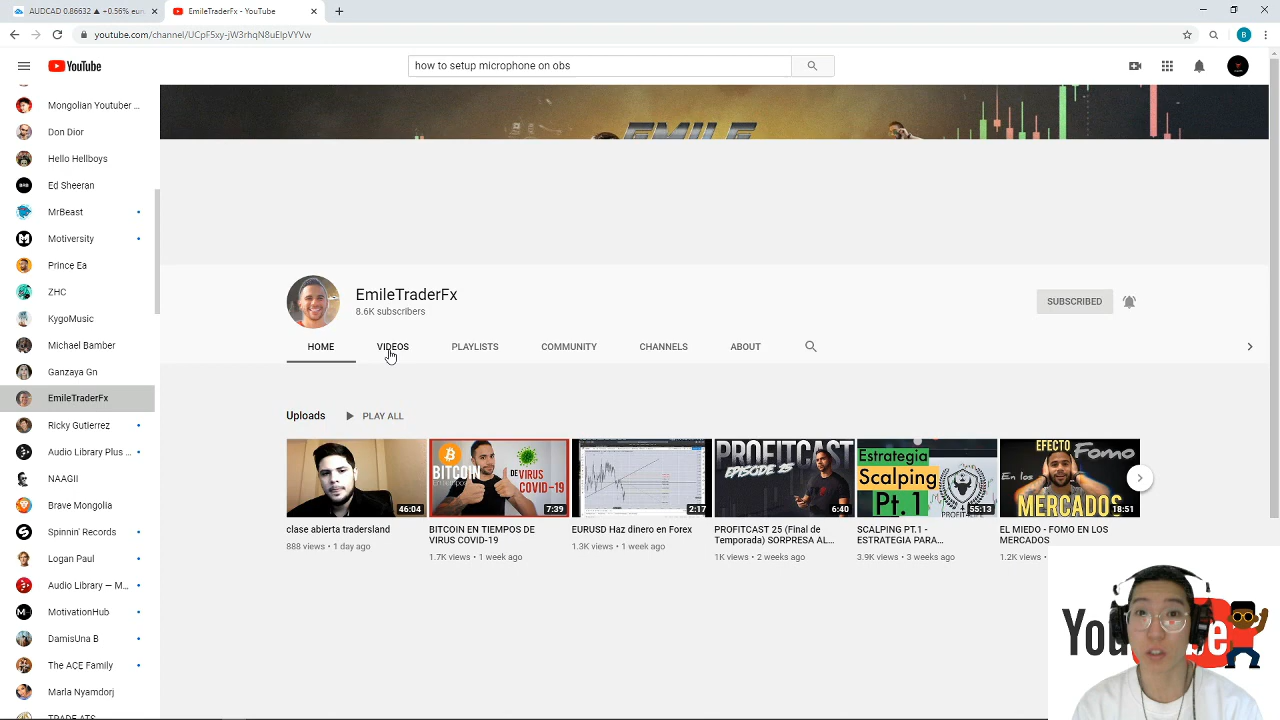 AUDCAD 0.86632 ▲ +0.56% eur
EmileTraderFx - YouTube
youtube.com/channel/UCpF5xy-jW3rhqN8uEIpVYVw
B
YouTube
how to setup microphone on obs
Mongolian Youtuber ...
Don Dior
Hello Hellboys
Ed Sheeran
MrBeast
Motiversity
Prince Ea
ZHC
KygoMusic
Michael Bamber
Ganzaya Gn
EmileTraderFx
Ricky Gutierrez
Audio Library Plus ...
NAAGII
Brave Mongolia
Spinnin' Records
Logan Paul
Audio Library — M...
MotivationHub
DamisUna B
The ACE Family
Marla Nyamdorj
TRADE ATS
EMILE
EmileTraderFx
8.6K subscribers
SUBSCRIBED
HOME VIDEOS PLAYLISTS COMMUNITY CHANNELS ABOUT
Uploads PLAY ALL
46:04
clase abierta tradersland
888 views • 1 day ago
BITCOIN
EN TIEMPOS
DE
VIRUS
COVID-19
7:39
BITCOIN EN TIEMPOS DE
VIRUS COVID-19
1.7K views • 1 week ago
2:17
EURUSD Haz dinero en Forex
1.3K views • 1 week ago
PROFITCAST
EPISODE 25
6:40
PROFITCAST 25 (Final de
Temporada) SORPRESA AL...
1K views • 2 weeks ago
Estrategia
Scalping
Pt.1
55:13
SCALPING PT.1 -
ESTRATEGIA PARA...
3.9K views • 3 weeks ago
EFECTO
Fomo
En los
MERCADOS
18:51
EL MIEDO - FOMO EN LOS
MERCADOS
1.2K views •
You
be